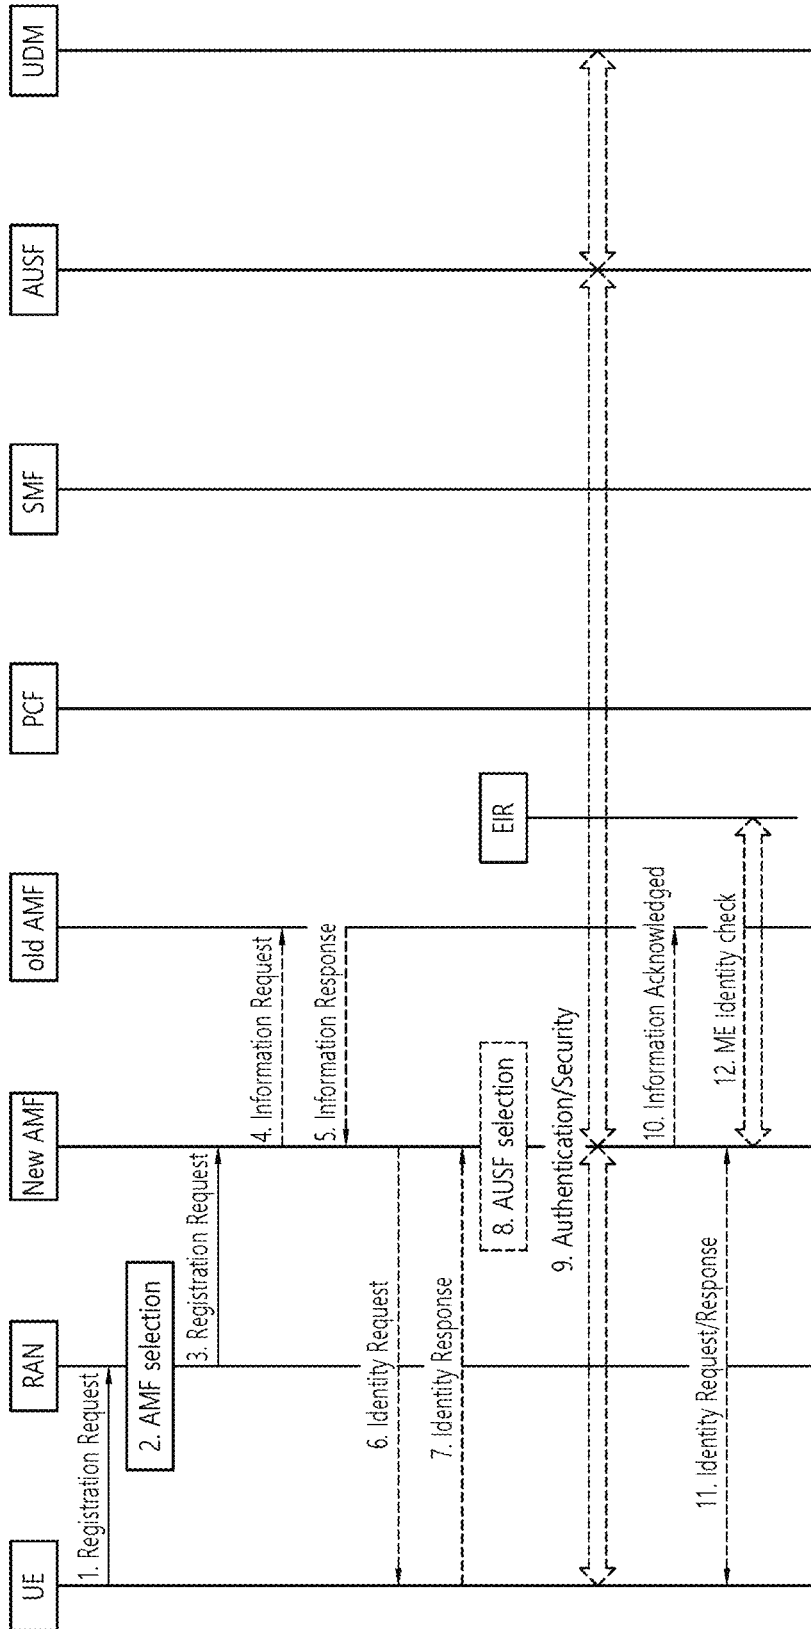 UE
RAN
New AMF
old AMF
PCF
SMF
AUSF
UDM
1. Registration Request
2. AMF selection
3. Registration Request
4. Information Request
5. Information Response
6. Identity Request
7. Identity Response
8. AUSF selection
EIR
9. Authentication/Security
10. Information Acknowledged
11. Identity Request/Response
12. ME Identity check